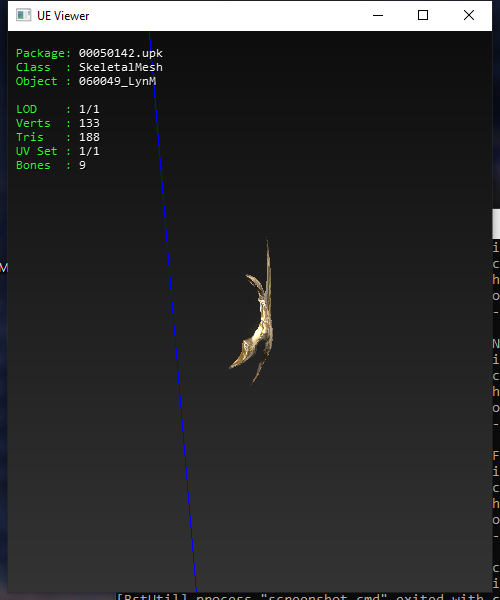 UE Viewer
Package: 00050142.upk
Class  : SkeletalMesh
Object : 060049_LynM
LOD    : 1/1
Verts  : 133
Tris   : 188
UV Set : 1/1
Bones  : 9
M
i
c
h
o
-
N
i
c
h
o
-
F
i
c
h
o
-
c
i
[BstUtil] process "screenshot.cmd" exited with c